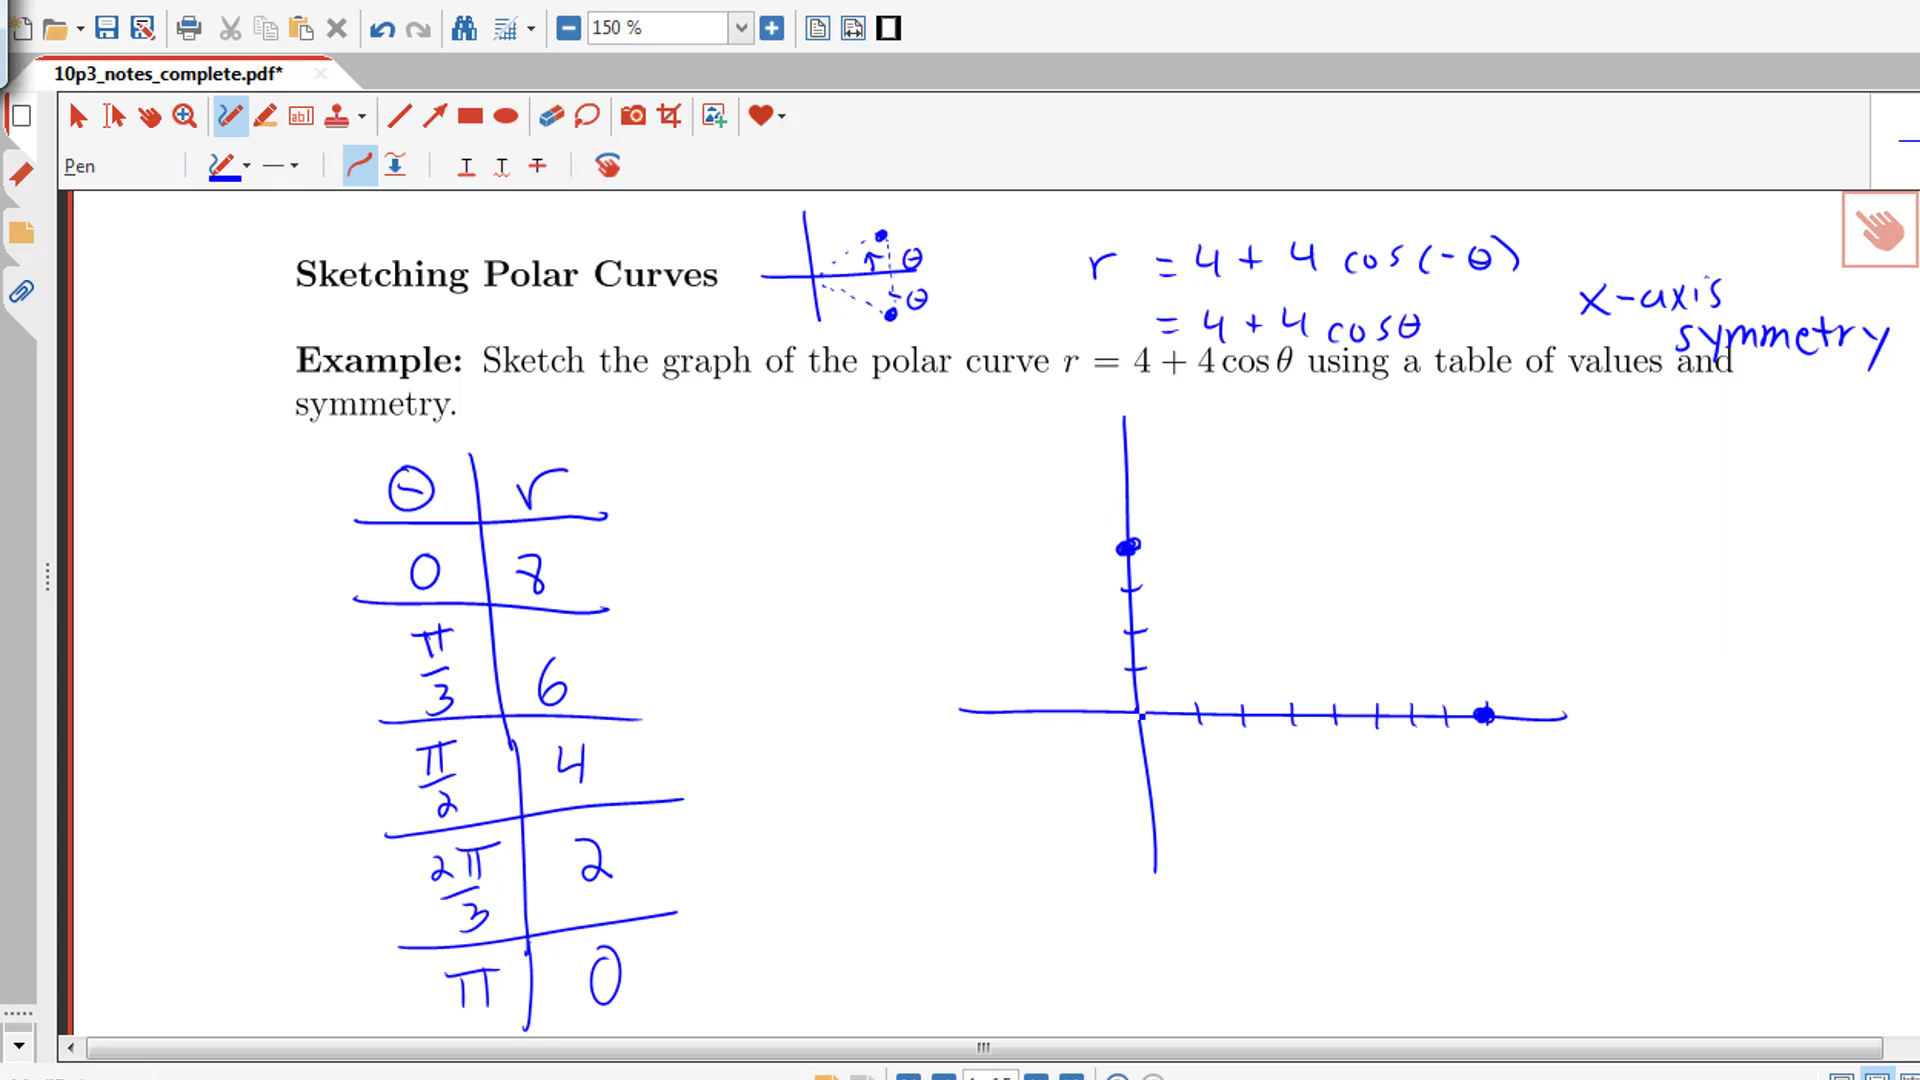 150 %
10p3_notes_complete.pdf*
Pen
Sketching Polar Curves
θ
-θ
r = 4 + 4 cos(-θ)
= 4 + 4 cosθ
x-axis
symmetry
Example: Sketch the graph of the polar curve r = 4 + 4 cos θ using a table of values and
symmetry.
θ r
0 8
π/3 6
π/2 4
2π/3 2
π 0